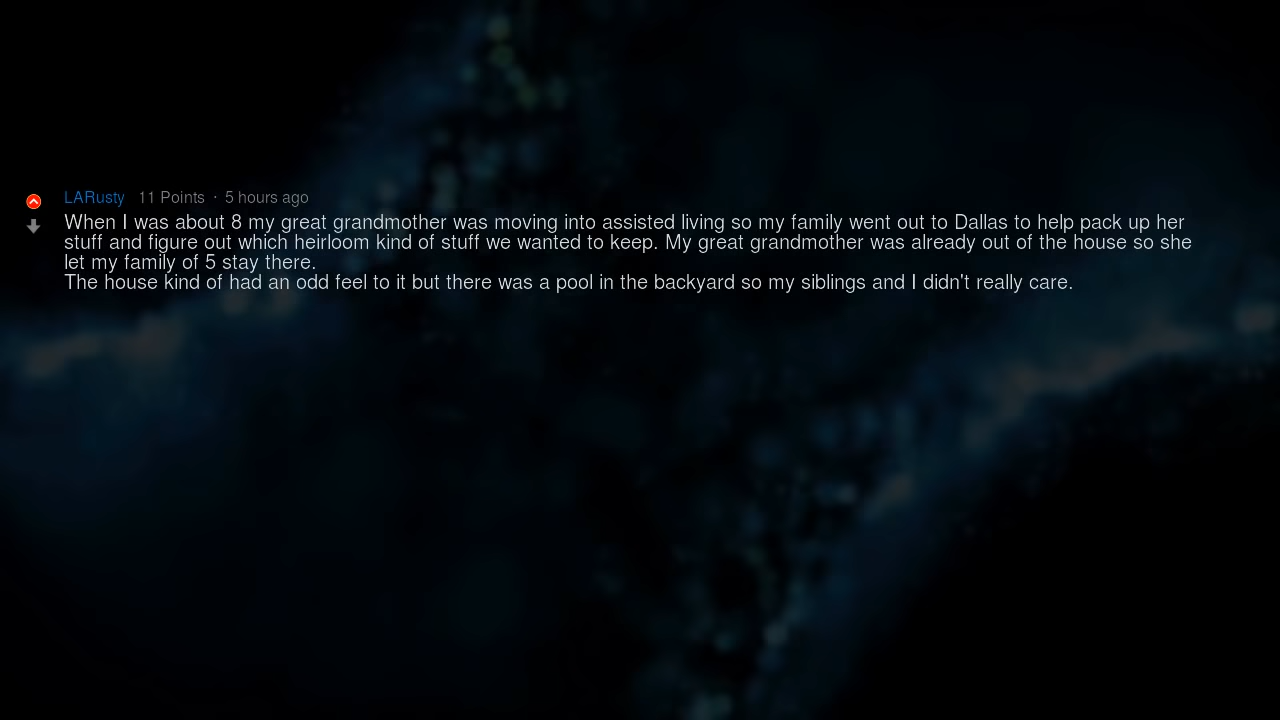 LARusty 11 Points · 5 hours ago
When I was about 8 my great grandmother was moving into assisted living so my family went out to Dallas to help pack up her
stuff and figure out which heirloom kind of stuff we wanted to keep. My great grandmother was already out of the house so she
let my family of 5 stay there.
The house kind of had an odd feel to it but there was a pool in the backyard so my siblings and I didn't really care.